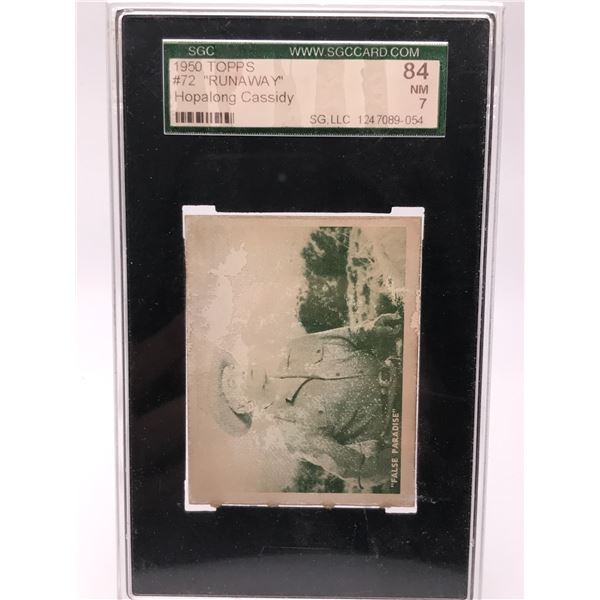 SGC WWW.SGCCARD.COM
1950 TOPPS 84
#72 "RUNAWAY" NM
Hopalong Cassidy 7
SG,LLC 1247089-054
"FALSE PARADISE"